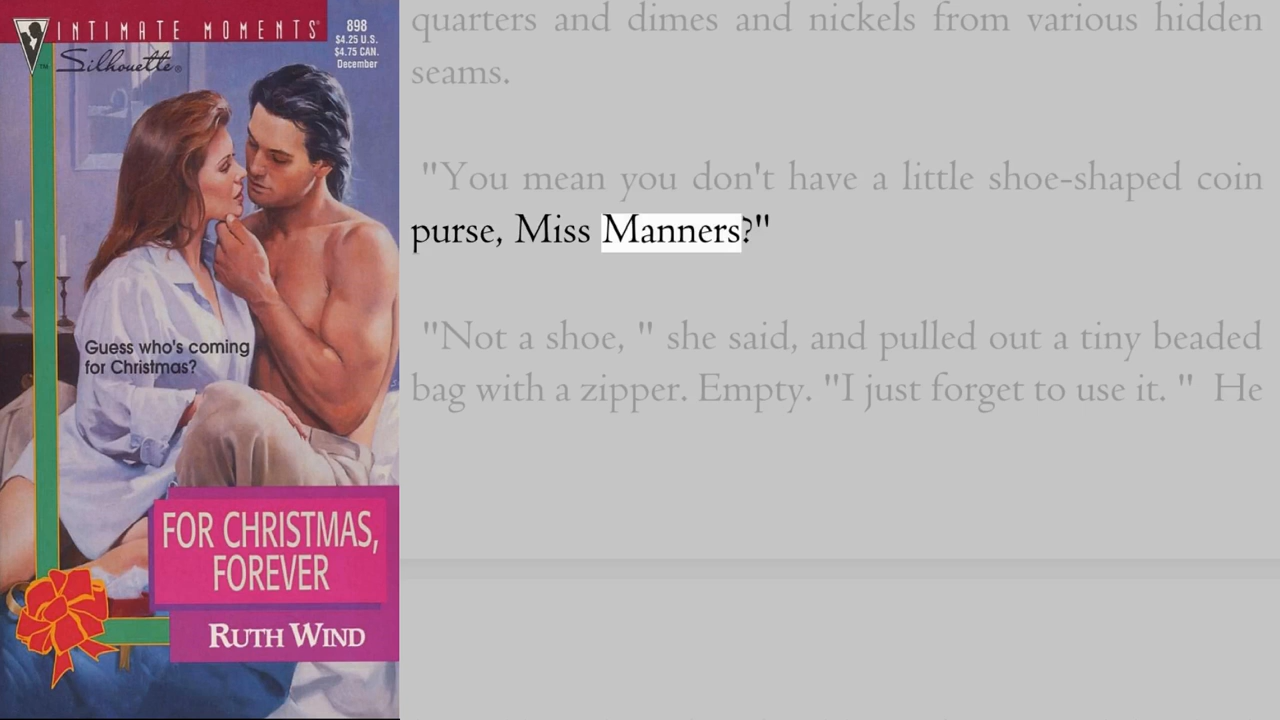 INTIMATE MOMENTS®
898
$4.25 U.S.
$4.75 CAN.
December
™
Silhouette®
Guess who's coming
for Christmas?
FOR CHRISTMAS,
FOREVER
RUTH WIND
quarters and dimes and nickels from various hidden
seams.
"You mean you don't have a little shoe-shaped coin
purse, Miss Manners?"
"Not a shoe, " she said, and pulled out a tiny beaded
bag with a zipper. Empty. "I just forget to use it. " He